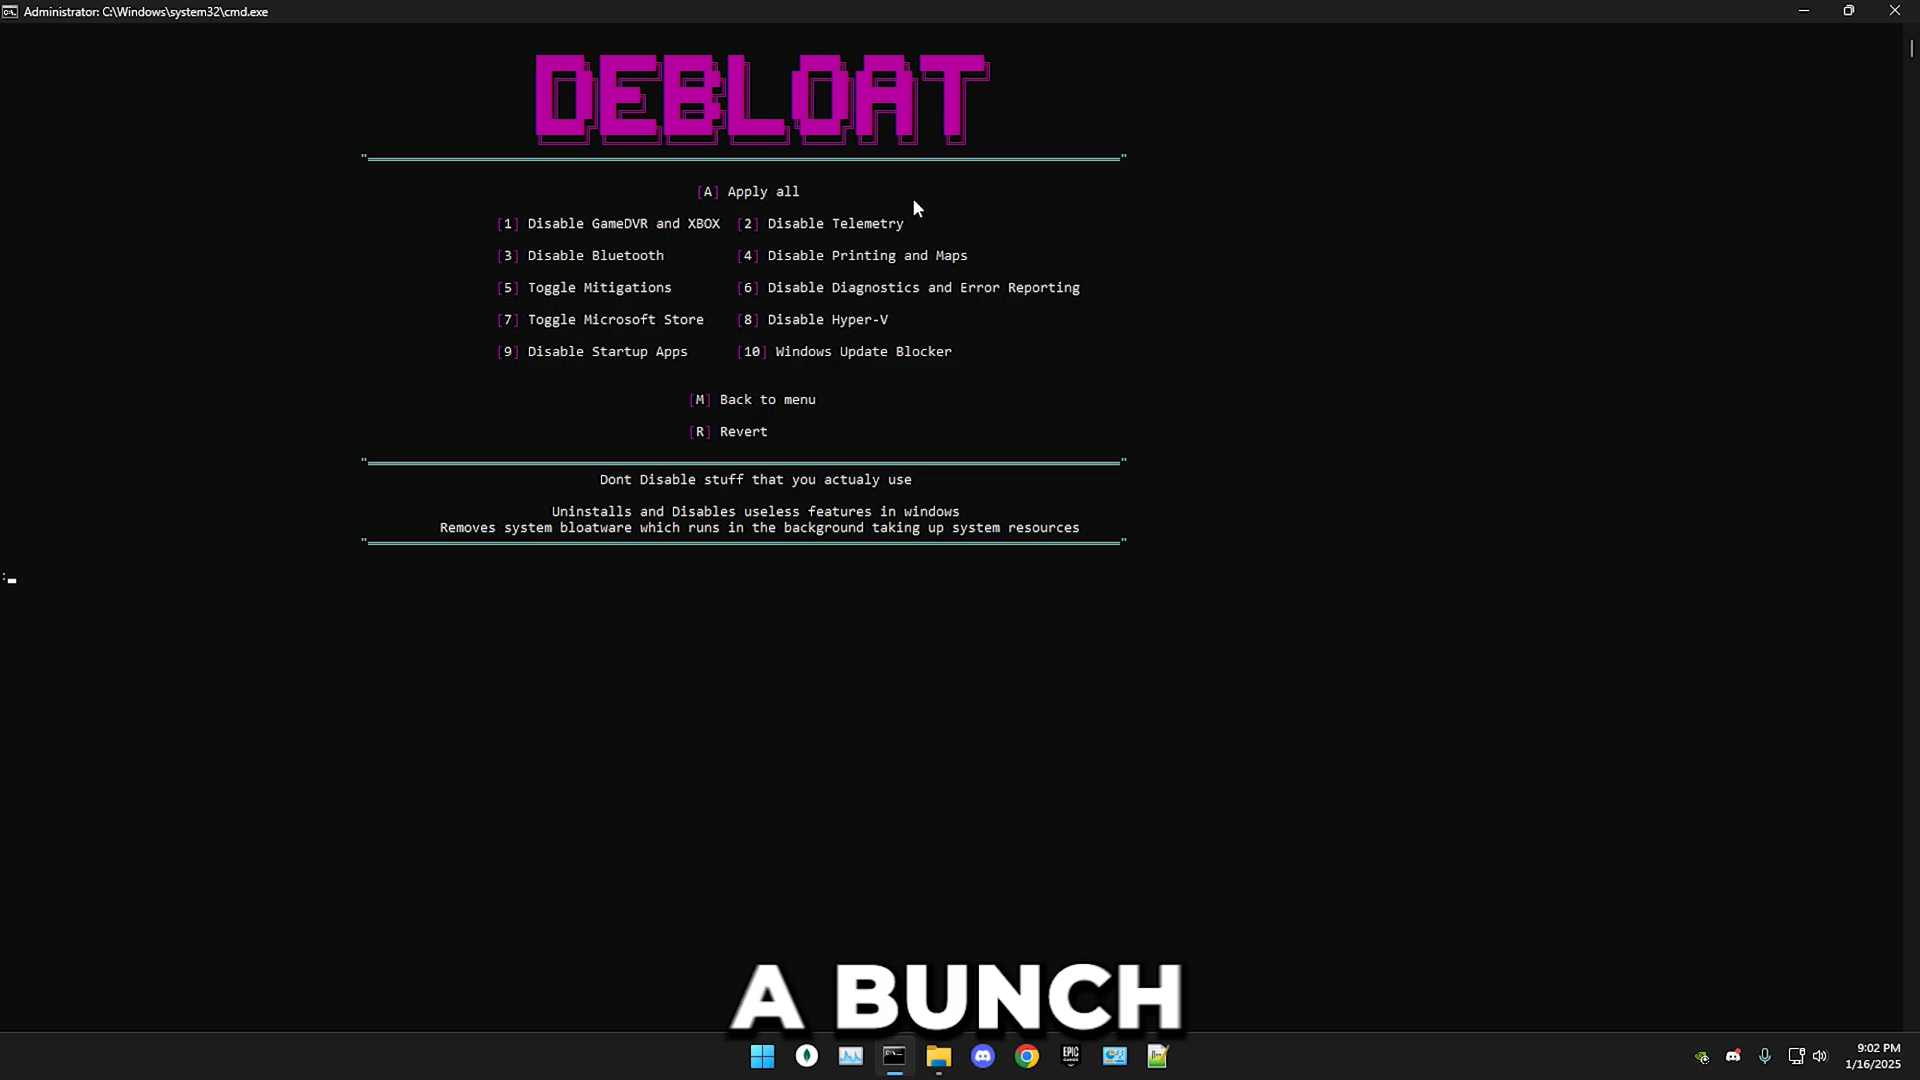 Administrator: C:\Windows\system32\cmd.exe
DEBLOAT
[A] Apply all
[1] Disable GameDVR and XBOX [2] Disable Telemetry
[3] Disable Bluetooth [4] Disable Printing and Maps
[5] Toggle Mitigations [6] Disable Diagnostics and Error Reporting
[7] Toggle Microsoft Store [8] Disable Hyper-V
[9] Disable Startup Apps [10] Windows Update Blocker
[M] Back to menu
[R] Revert
Dont Disable stuff that you actualy use
Uninstalls and Disables useless features in windows
Removes system bloatware which runs in the background taking up system resources
:
A BUNCH
EPIC
9:02 PM
1/16/2025